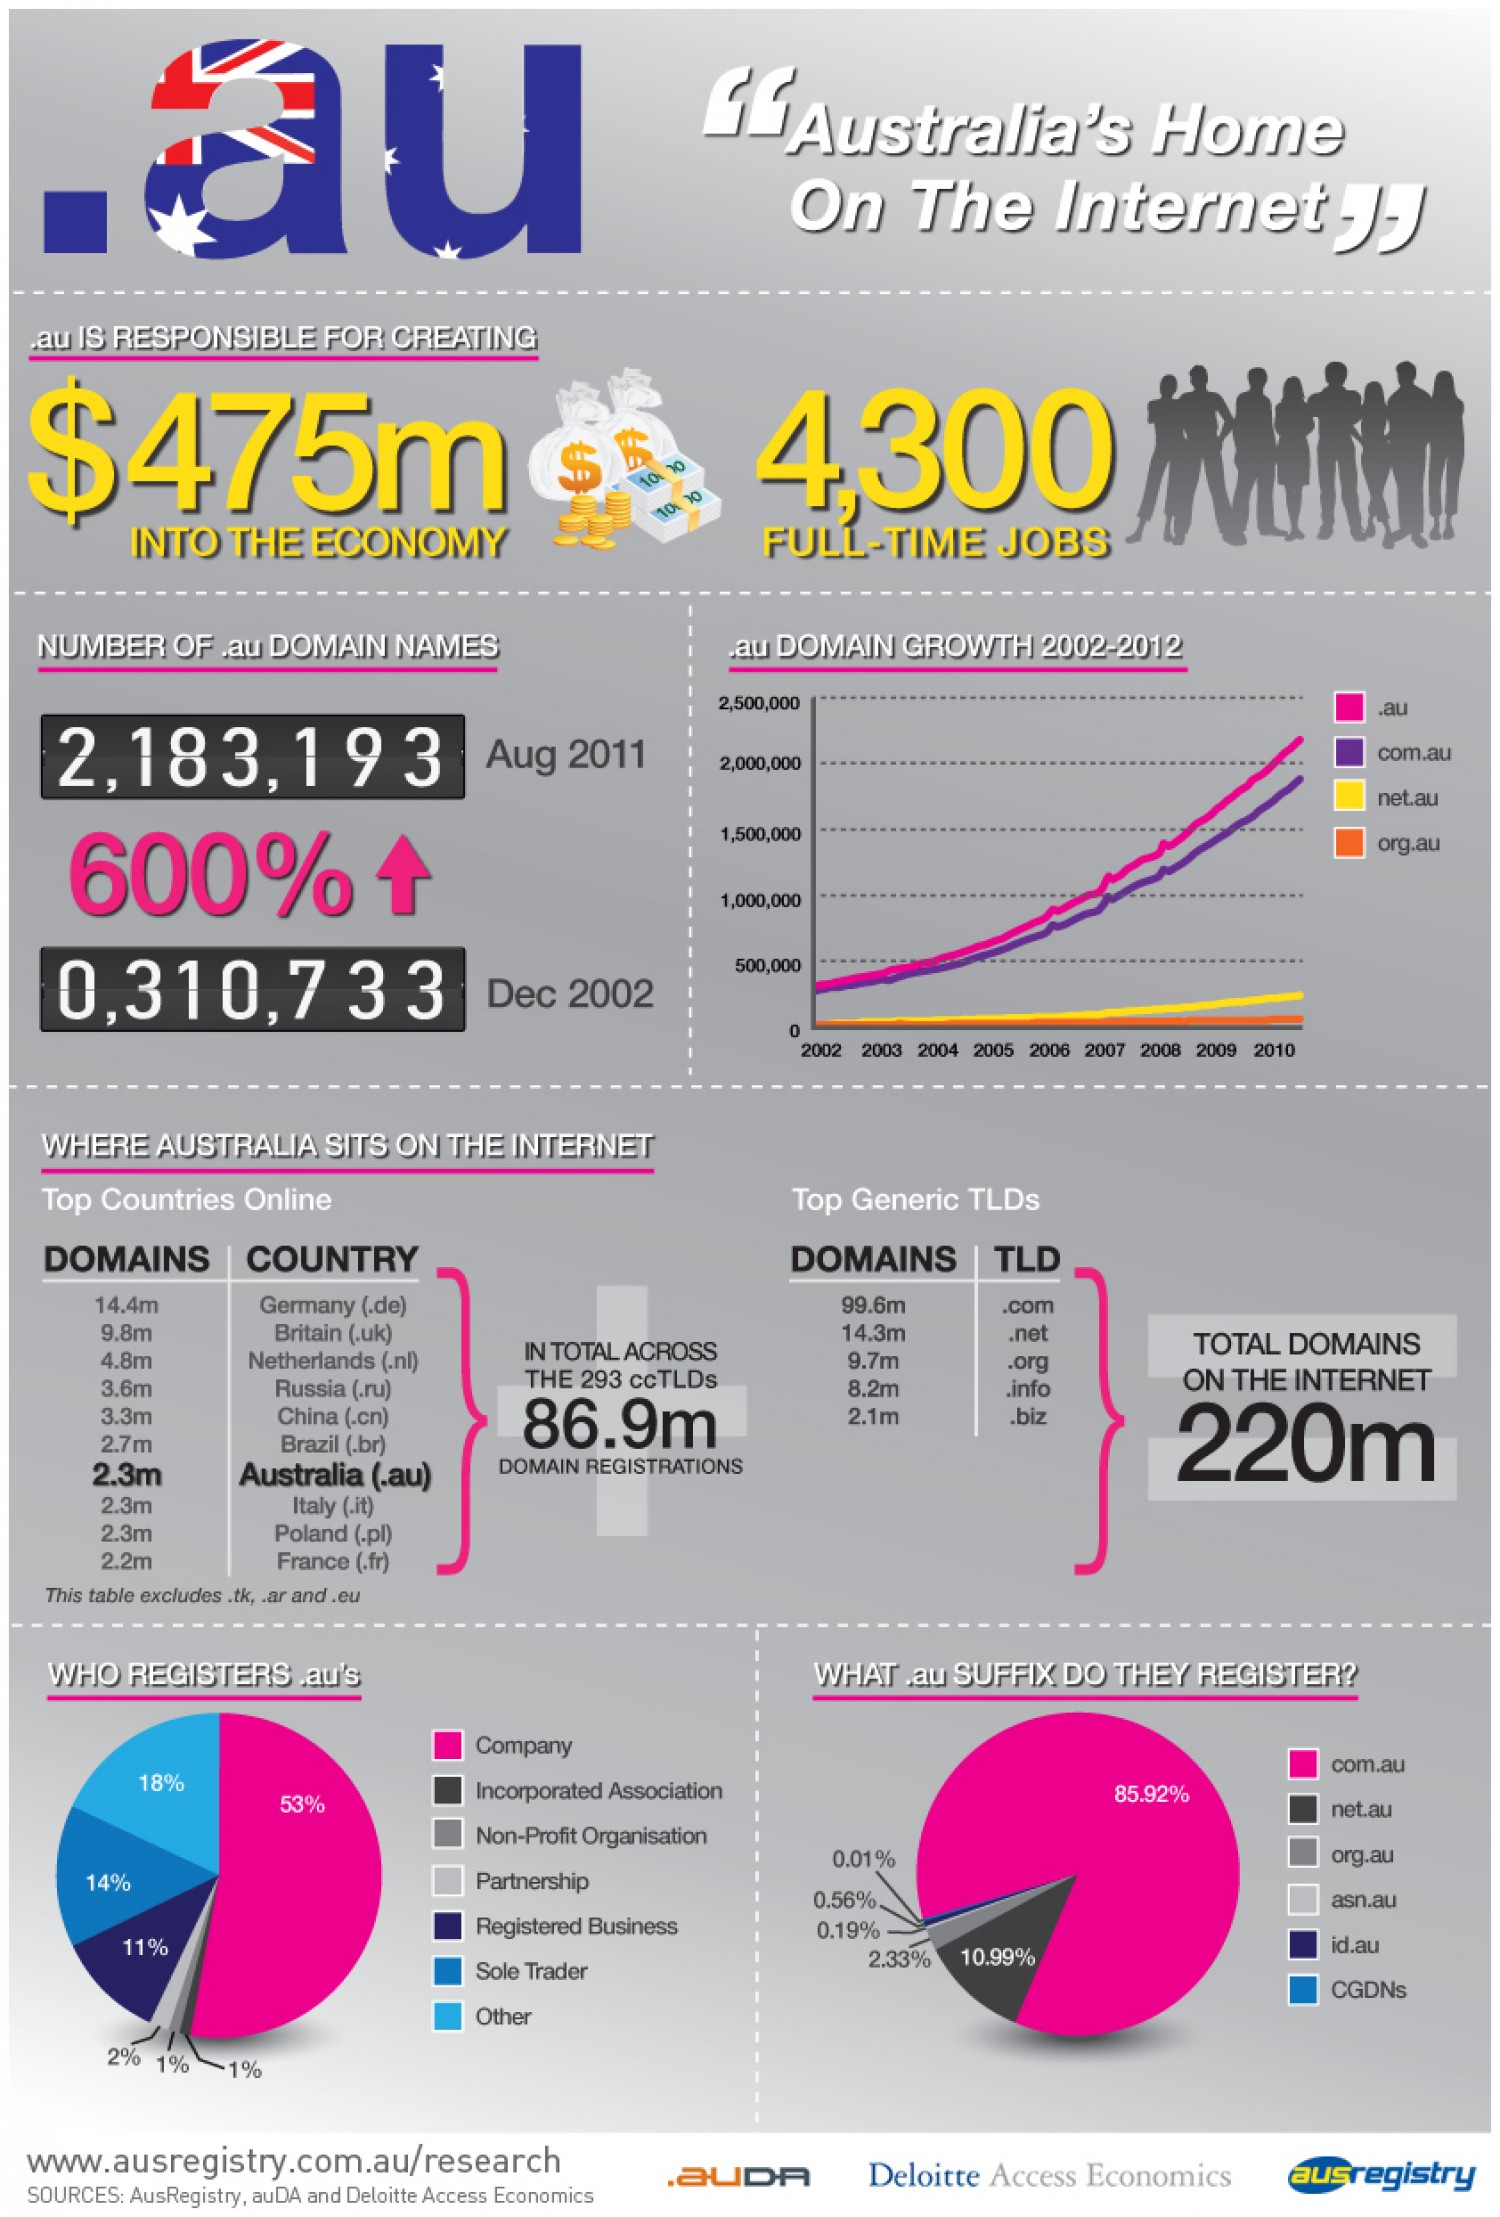 .au
“Australia's Home
On The Internet”
.au IS RESPONSIBLE FOR CREATING
$475m
INTO THE ECONOMY
4,300
FULL-TIME JOBS
NUMBER OF .au DOMAIN NAMES
2,183,193 Aug 2011
600%
0,310,733 Dec 2002
.au DOMAIN GROWTH 2002-2012
2,500,000
2,000,000
1,500,000
1,000,000
500,000
0
2002 2003 2004 2005 2006 2007 2008 2009 2010
.au
com.au
net.au
org.au
WHERE AUSTRALIA SITS ON THE INTERNET
Top Countries Online
DOMAINS COUNTRY
14.4m Germany (.de)
9.8m Britain (.uk)
4.8m Netherlands (.nl)
3.6m Russia (.ru)
3.3m China (.cn)
2.7m Brazil (.br)
2.3m Australia (.au)
2.3m Italy (.it)
2.3m Poland (.pl)
2.2m France (.fr)
This table excludes .tk, .ar and .eu
IN TOTAL ACROSS
THE 293 ccTLDs
86.9m
DOMAIN REGISTRATIONS
Top Generic TLDs
DOMAINS TLD
99.6m .com
14.3m .net
9.7m .org
8.2m .info
2.1m .biz
TOTAL DOMAINS
ON THE INTERNET
220m
WHO REGISTERS .au's
18%
53%
14%
11%
2%
1%
1%
Company
Incorporated Association
Non-Profit Organisation
Partnership
Registered Business
Sole Trader
Other
WHAT .au SUFFIX DO THEY REGISTER?
85.92%
0.01%
0.56%
0.19%
2.33%
10.99%
com.au
net.au
org.au
asn.au
id.au
CGDNs
www.ausregistry.com.au/research
SOURCES: AusRegistry, auDA and Deloitte Access Economics
.auDA
Deloitte Access Economics
ausregistry